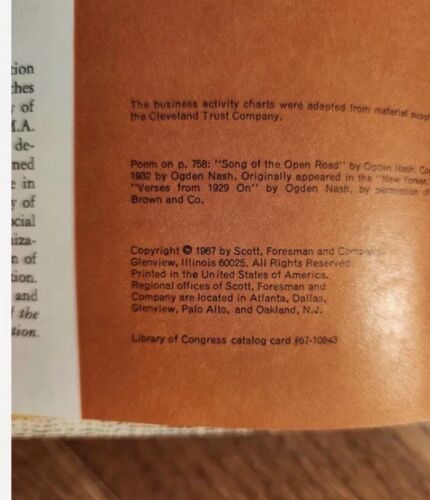 tion
ches
of
M.A.
de-
ned
e in
y of
ocial
niza-
n of
tion.
and
f the
tion.
The business activity charts were adapted from material
the Cleveland Trust Company.
Poem on p. 758: "Song of the Open Road" by Ogden Nash,
1932 by Ogden Nash. Originally appeared in the "New Yorker.
"Verses from 1929 On" by Ogden Nash, by permission of
Brown and Co.
Copyright © 1967 by Scott, Foresman and Company
Glenview, Illinois 60025. All Rights Reserved.
Printed in the United States of America.
Regional offices of Scott, Foresman and
Company are located in Atlanta, Dallas,
Glenview, Palo Alto, and Oakland, N.J.
Library of Congress catalog card #67-10843